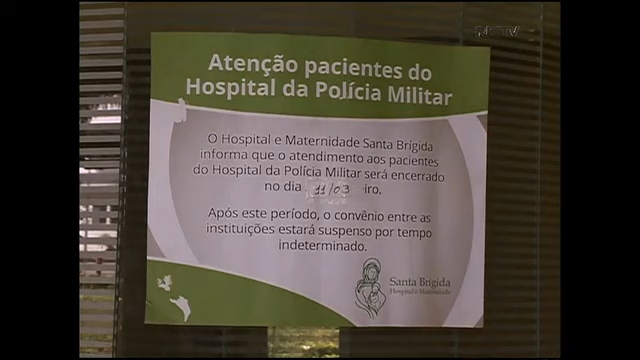 Atenção pacientes do
Hospital da Polícia Militar
O Hospital e Maternidade Santa Brígida
informa que o atendimento aos pacientes
do Hospital da Polícia Militar será encerrado
no dia 11/03 iro.
Após este período, o convênio entre as
instituições estará suspenso por tempo
indeterminado.
Santa Brígida
Hospital e Maternidade